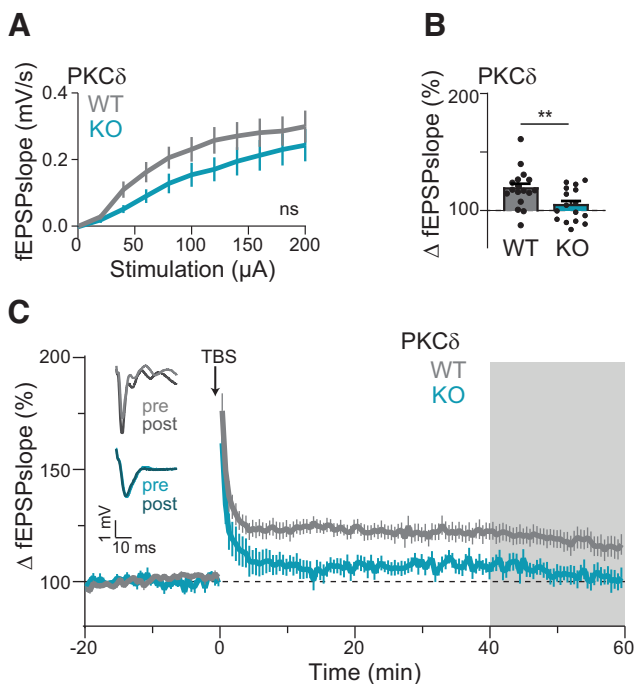 A
PKCδ
WT
KO
fEPSPslope (mV/s)
0.4
0.2
0.0
0
50
100
150
200
ns
Stimulation (µA)
B
PKCδ
Δ fEPSPslope (%)
200
100
**
WT
KO
C
PKCδ
WT
KO
TBS
Δ fEPSPslope (%)
200
150
100
pre
post
pre
post
1 mV
10 ms
-20
0
20
40
60
Time (min)